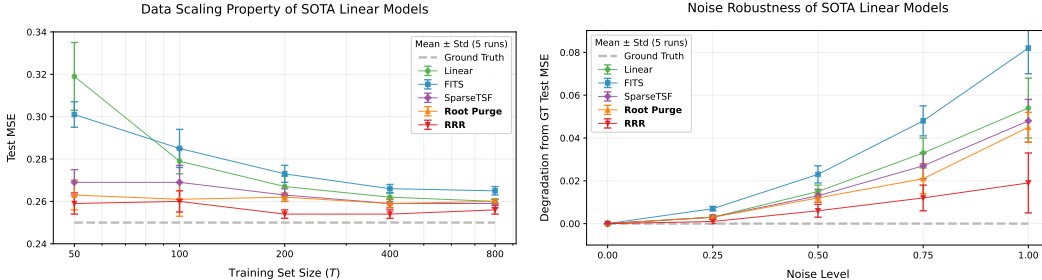 Data Scaling Property of SOTA Linear Models
0.34
0.32
0.30
0.28
0.26
0.24
Test MSE
50
100
200
400
800
Training Set Size (T)
Mean ± Std (5 runs)
Ground Truth
Linear
FITS
SparseTSF
Root Purge
RRR
Noise Robustness of SOTA Linear Models
0.08
0.06
0.04
0.02
0.00
Degradation from GT Test MSE
0.00
0.25
0.50
0.75
1.00
Noise Level
Mean ± Std (5 runs)
Ground Truth
Linear
FITS
SparseTSF
Root Purge
RRR